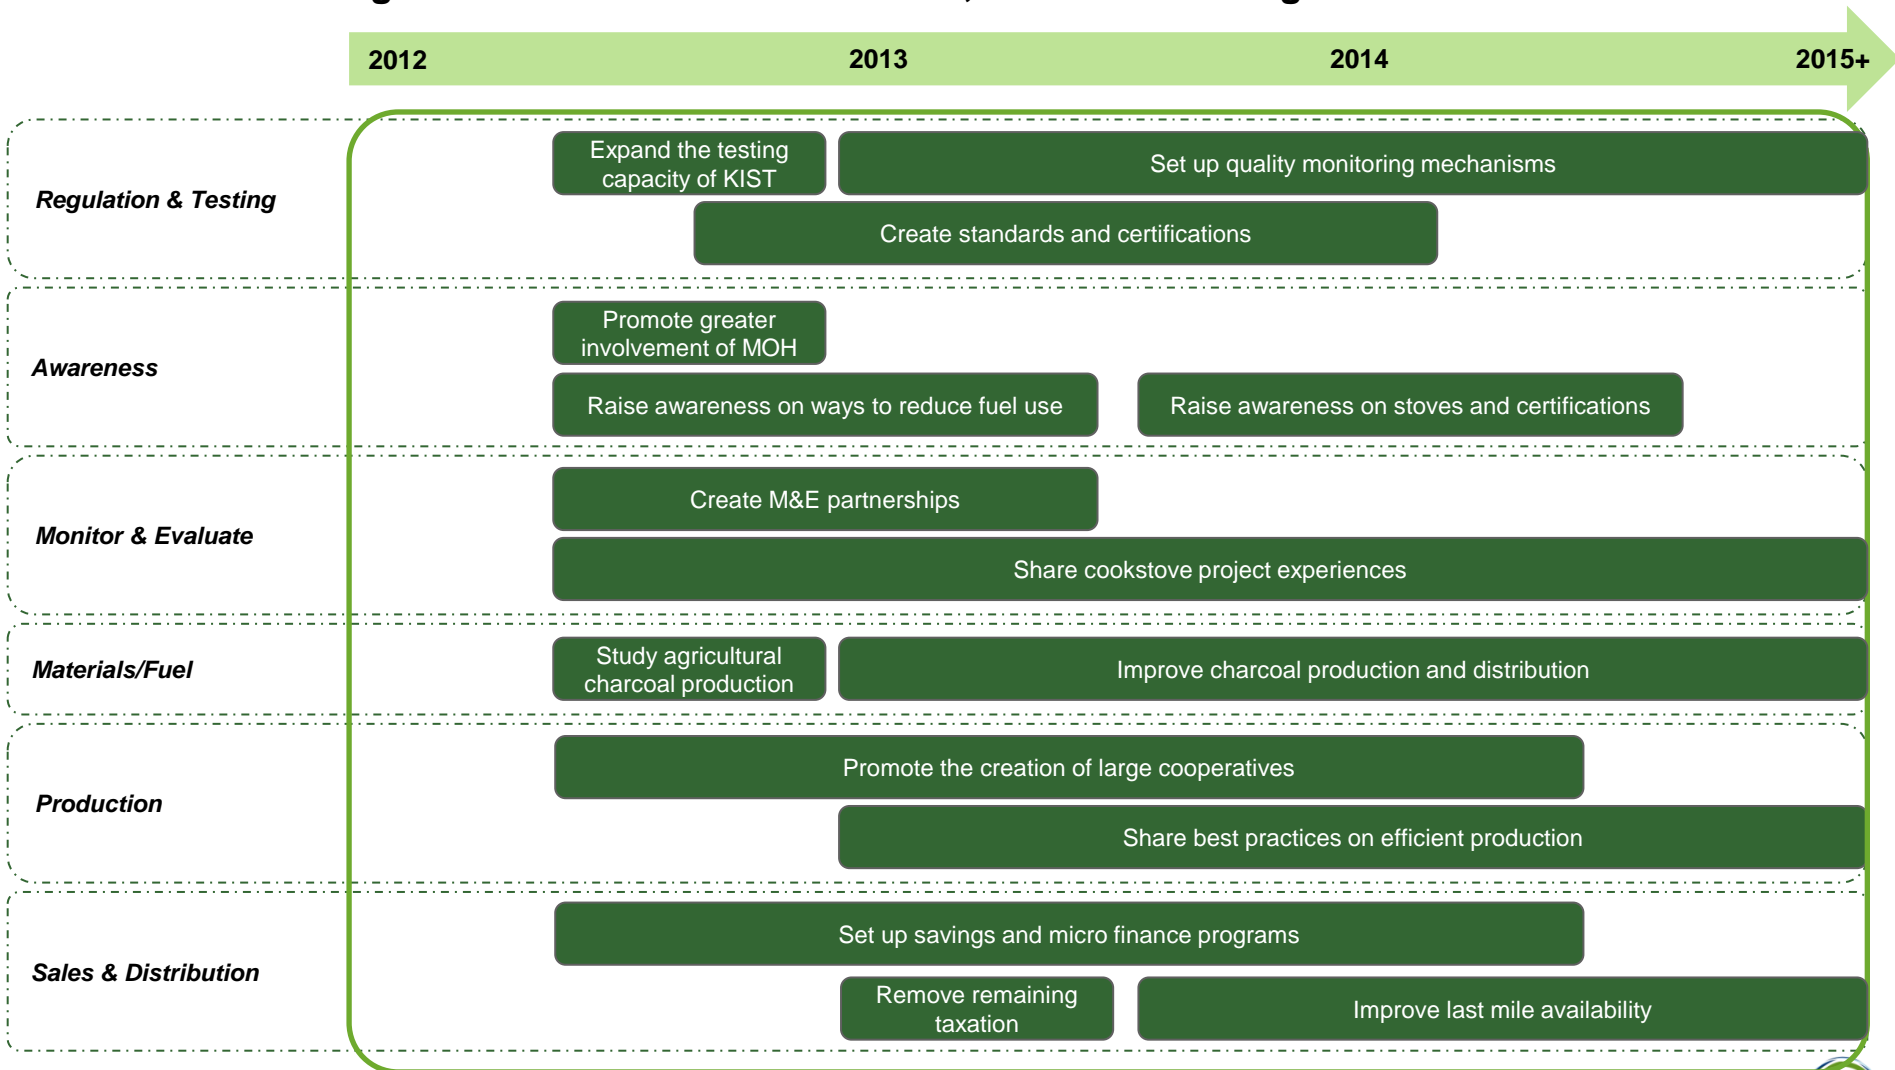 2012 2013 2014 2015+
Regulation & Testing
Expand the testing
capacity of KIST
Set up quality monitoring mechanisms
Create standards and certifications
Awareness
Promote greater
involvement of MOH
Raise awareness on ways to reduce fuel use
Raise awareness on stoves and certifications
Monitor & Evaluate
Create M&E partnerships
Share cookstove project experiences
Materials/Fuel
Study agricultural
charcoal production
Improve charcoal production and distribution
Production
Promote the creation of large cooperatives
Share best practices on efficient production
Sales & Distribution
Set up savings and micro finance programs
Remove remaining
taxation
Improve last mile availability